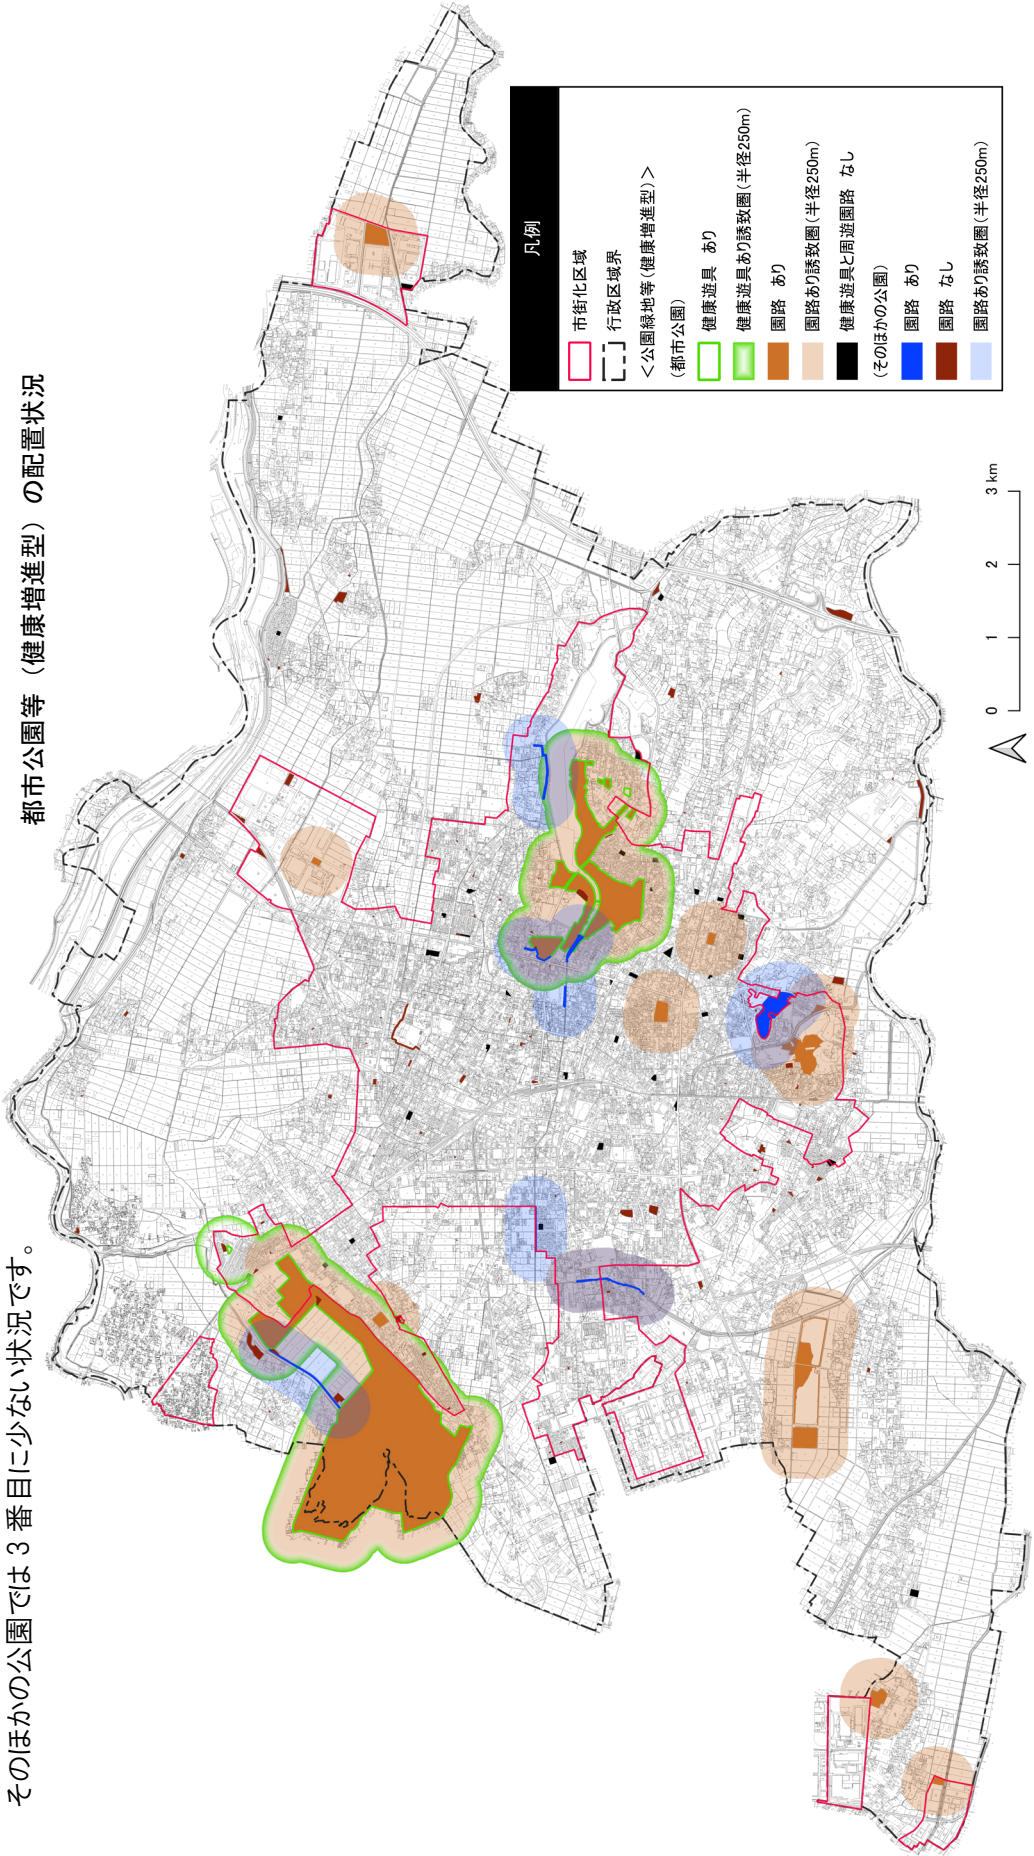 そのほかの公園では 3 番目に少ない状況です。
都市公園等（健康増進型）の配置状況
凡例
市街化区域
行政区域界
＜公園緑地等（健康増進型）＞
（都市公園）
健康遊具 あり
健康遊具あり誘致圏（半径250m）
園路 あり
園路あり誘致圏（半径250m）
健康遊具と周遊園路 なし
（そのほかの公園）
園路 あり
園路 なし
園路あり誘致圏（半径250m）
0 1 2 3 km